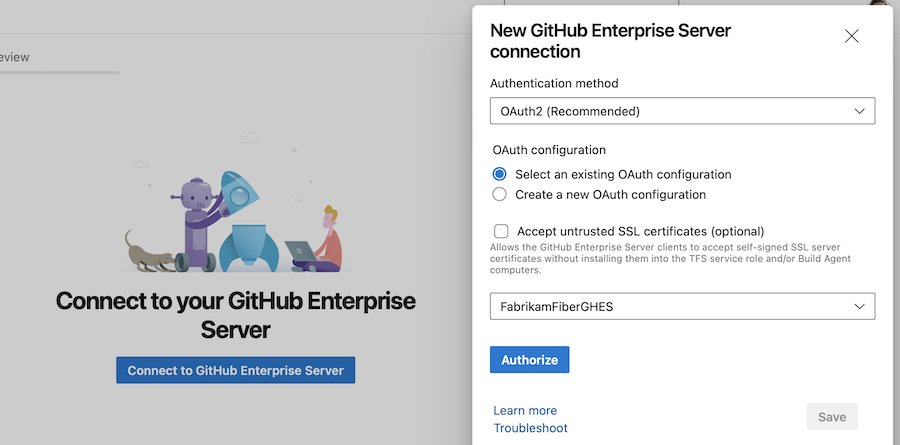 eview
Connect to your GitHub Enterprise
Server
Connect to GitHub Enterprise Server
New GitHub Enterprise Server
connection
Authentication method
OAuth2 (Recommended)
OAuth configuration
Select an existing OAuth configuration
Create a new OAuth configuration
Accept untrusted SSL certificates (optional)
Allows the GitHub Enterprise Server clients to accept self-signed SSL server
certificates without installing them into the TFS service role and/or Build Agent
computers.
FabrikamFiberGHES
Authorize
Learn more
Troubleshoot
Save